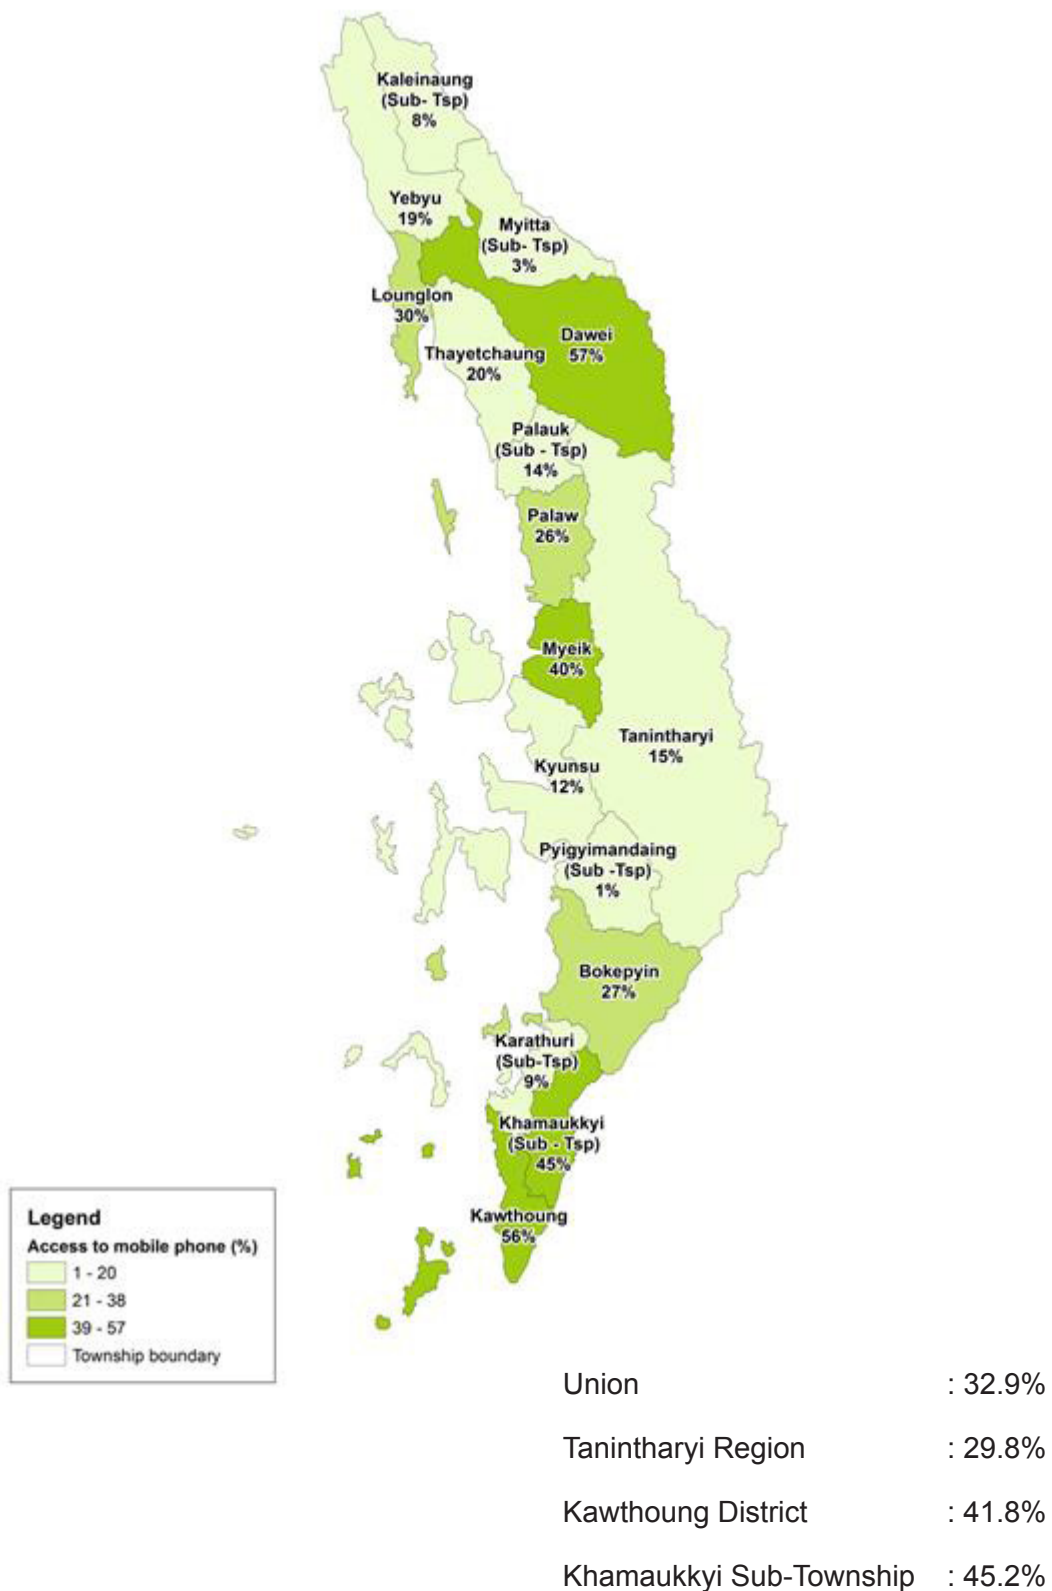 Kaleinaung
(Sub- Tsp)
8%
Yebyu
19%
Myitta
(Sub- Tsp)
3%
Lounglon
30%
Dawei
57%
Thayetchaung
20%
Palauk
(Sub - Tsp)
14%
Palaw
26%
Myeik
40%
Tanintharyi
15%
Kyunsu
12%
Pyigyimandaing
(Sub -Tsp)
1%
Bokepyin
27%
Karathuri
(Sub-Tsp)
9%
Khamaukkyi
(Sub - Tsp)
45%
Kawthoung
56%
Legend
Access to mobile phone (%)
1 - 20
21 - 38
39 - 57
Township boundary
Union : 32.9%
Tanintharyi Region : 29.8%
Kawthoung District : 41.8%
Khamaukkyi Sub-Township : 45.2%